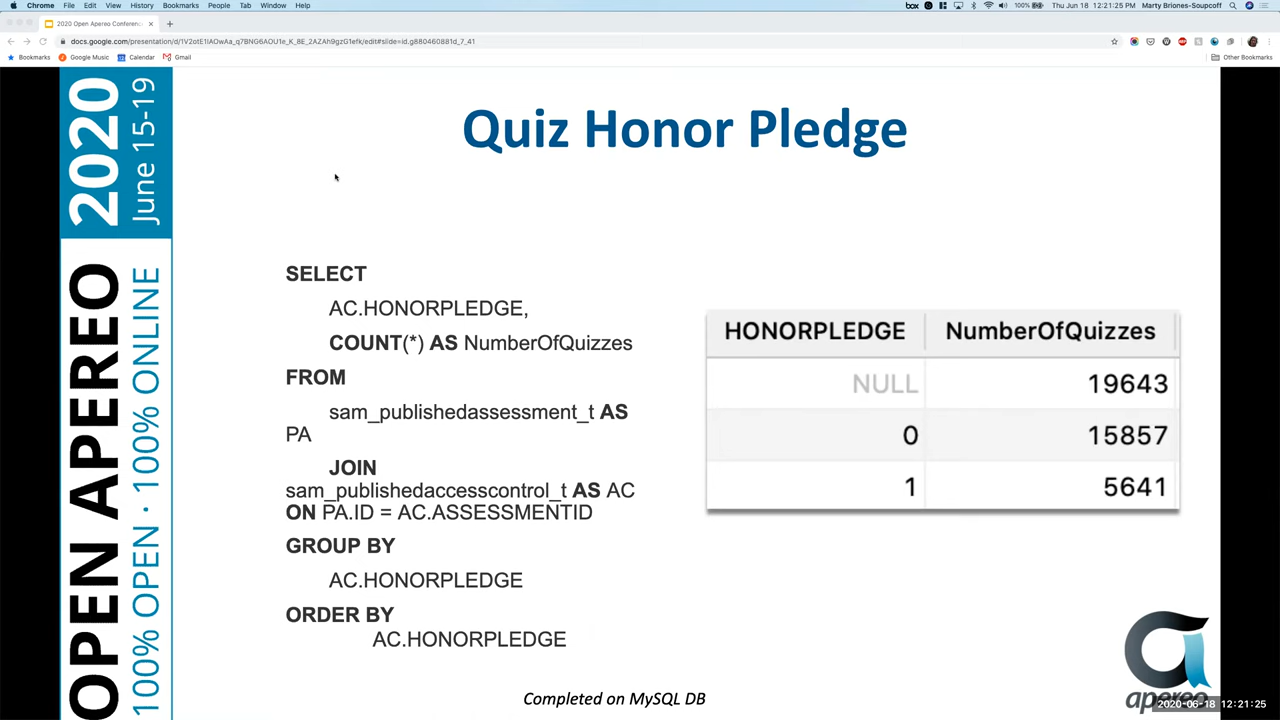 Chrome File Edit View History Bookmarks People Tab Window Help
box 100% Thu Jun 18 12:21:25 PM Marty Briones-Soupcoff
2020 Open Apereo Conferenc
docs.google.com/presentation/d/1V2otE1lAOwAa_q7BNG6AOU1e_K_8E_2AZAh9gzG1efk/edit#slide=id.g880460881d_7_41
Bookmarks Google Music Calendar Gmail Other Bookmarks
OPEN APEREO 2020
100% OPEN · 100% ONLINE June 15-19
Quiz Honor Pledge
SELECT
AC.HONORPLEDGE,
COUNT(*) AS NumberOfQuizzes
FROM
sam_publishedassessment_t AS
PA
JOIN
sam_publishedaccesscontrol_t AS AC
ON PA.ID = AC.ASSESSMENTID
GROUP BY
AC.HONORPLEDGE
ORDER BY
AC.HONORPLEDGE
HONORPLEDGE NumberOfQuizzes
NULL 19643
0 15857
1 5641
Completed on MySQL DB
apereo
2020-06-18 12:21:25